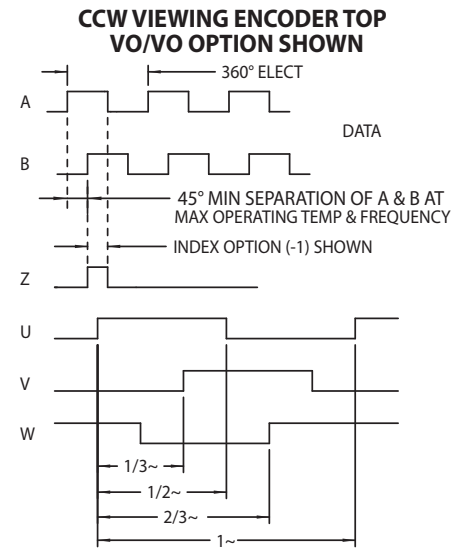 CCW VIEWING ENCODER TOP
VO/VO OPTION SHOWN
360° ELECT
A
DATA
B
45° MIN SEPARATION OF A & B AT
MAX OPERATING TEMP & FREQUENCY
INDEX OPTION (-1) SHOWN
Z
U
V
W
1/3~
1/2~
2/3~
1~